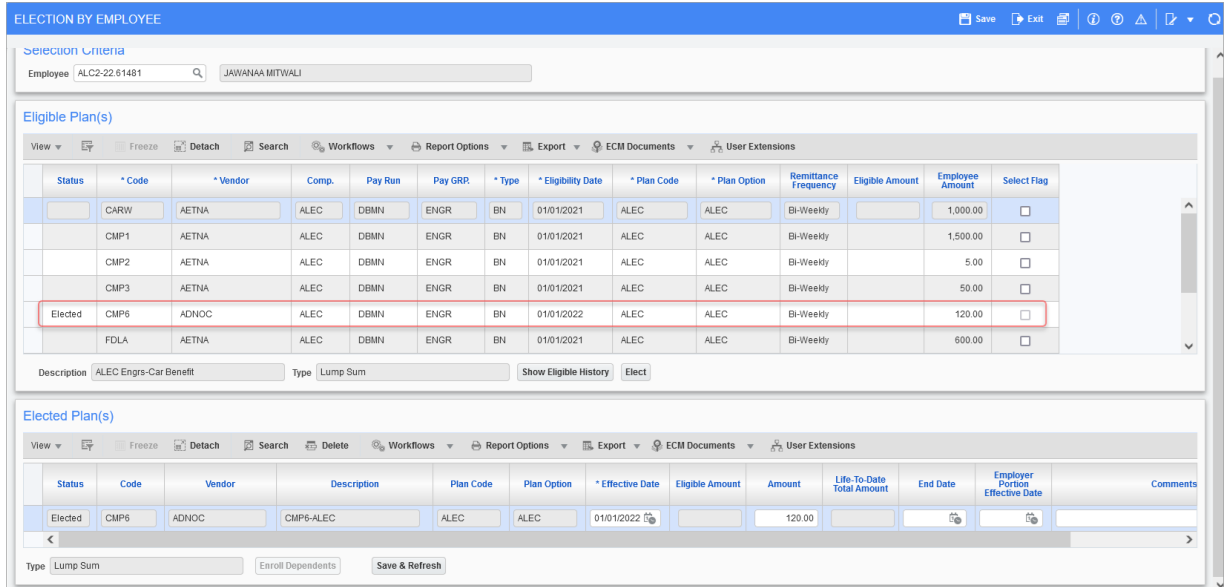 ELECTION BY EMPLOYEE Save Exit
Selection Criteria
Employee ALC2-22.61481 JAWANAA MITWALI
Eligible Plan(s)
View Freeze Detach Search Workflows Report Options Export ECM Documents User Extensions
Status * Code * Vendor Comp. Pay Run Pay GRP. * Type * Eligibility Date * Plan Code * Plan Option Remittance Frequency Eligible Amount Employee Amount Select Flag
CARW AETNA ALEC DBMN ENGR BN 01/01/2021 ALEC ALEC Bi-Weekly 1,000.00
CMP1 AETNA ALEC DBMN ENGR BN 01/01/2021 ALEC ALEC Bi-Weekly 1,500.00
CMP2 AETNA ALEC DBMN ENGR BN 01/01/2021 ALEC ALEC Bi-Weekly 5.00
CMP3 AETNA ALEC DBMN ENGR BN 01/01/2021 ALEC ALEC Bi-Weekly 50.00
Elected CMP6 ADNOC ALEC DBMN ENGR BN 01/01/2022 ALEC ALEC Bi-Weekly 120.00
FDLA AETNA ALEC DBMN ENGR BN 01/01/2021 ALEC ALEC Bi-Weekly 600.00
Description ALEC Engrs-Car Benefit Type Lump Sum Show Eligible History Elect
Elected Plan(s)
View Freeze Detach Search Delete Workflows Report Options Export ECM Documents User Extensions
Status Code Vendor Description Plan Code Plan Option * Effective Date Eligible Amount Amount Life-To-Date Total Amount End Date Employer Portion Effective Date Comments
Elected CMP6 ADNOC CMP6-ALEC ALEC ALEC 01/01/2022 120.00
Type Lump Sum Enroll Dependents Save & Refresh